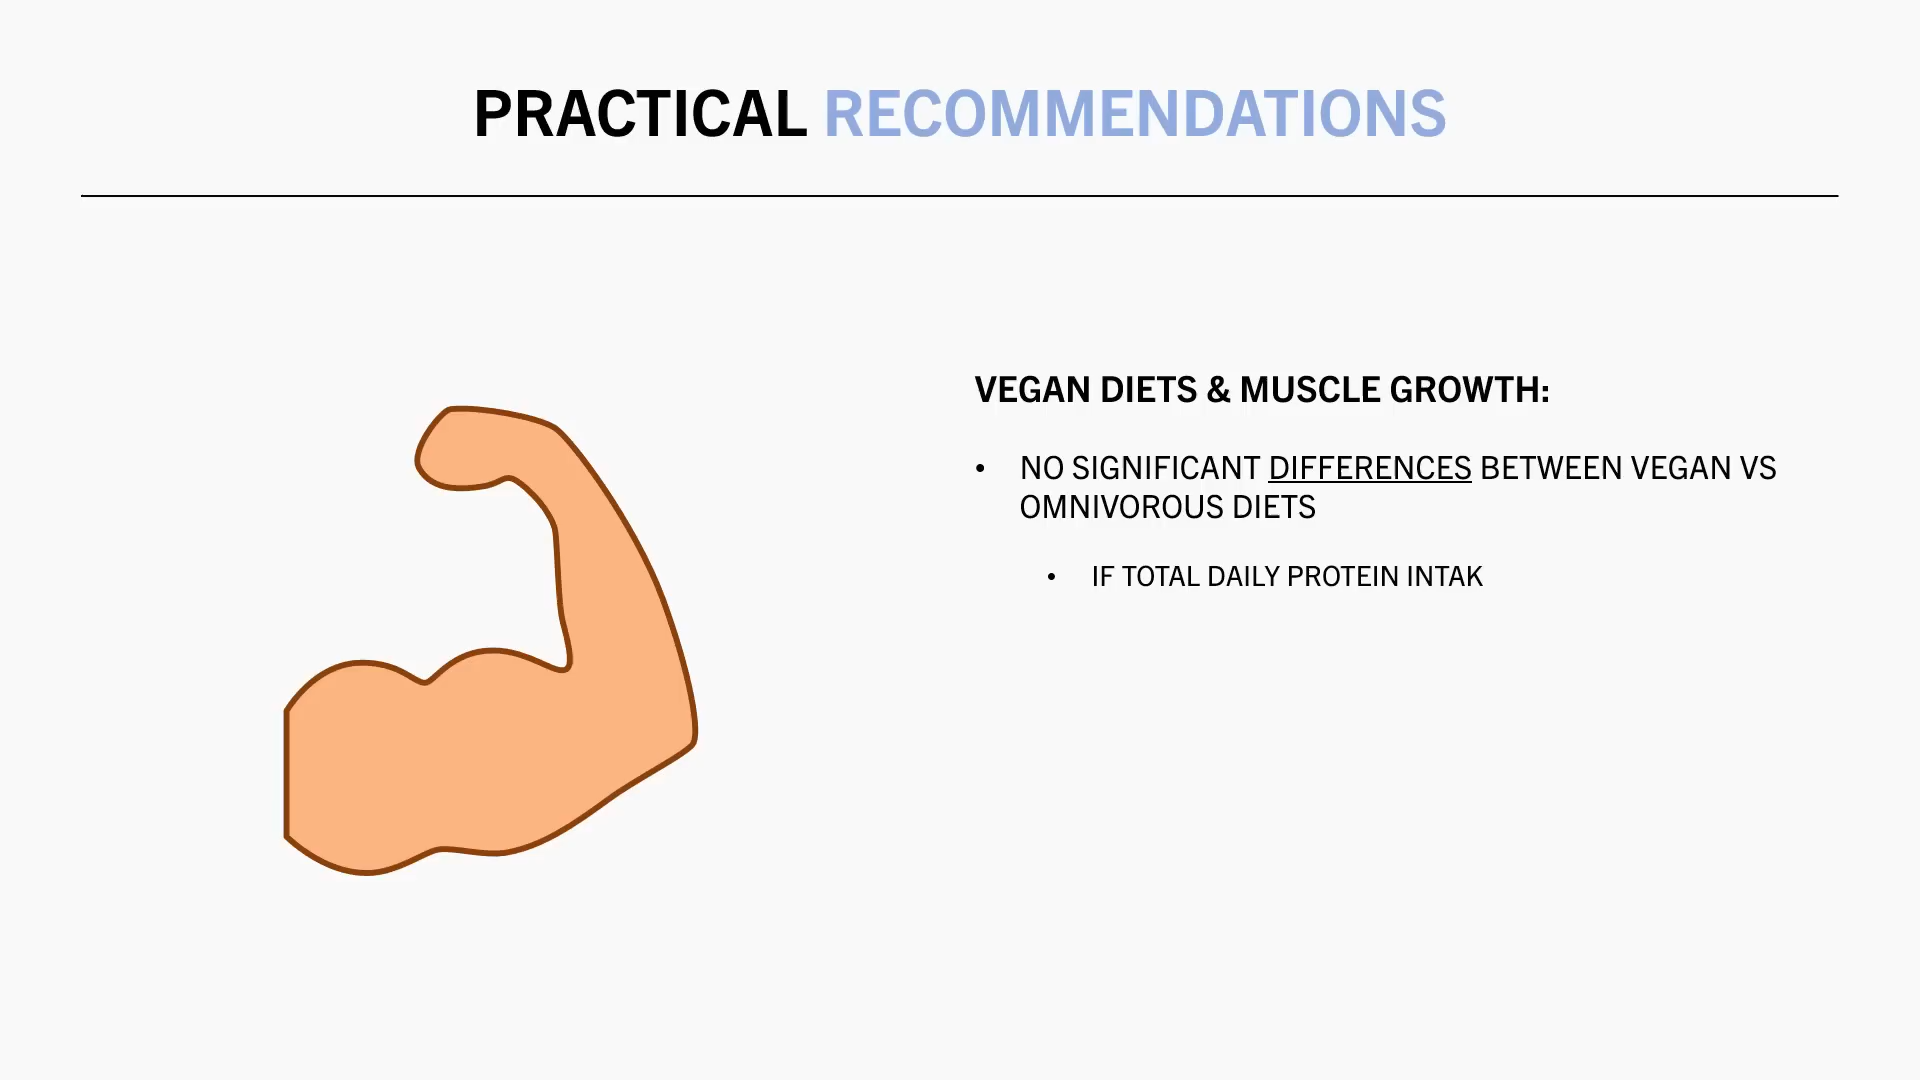 PRACTICAL RECOMMENDATIONS
VEGAN DIETS & MUSCLE GROWTH:
• NO SIGNIFICANT DIFFERENCES BETWEEN VEGAN VS
OMNIVOROUS DIETS
• IF TOTAL DAILY PROTEIN INTAK